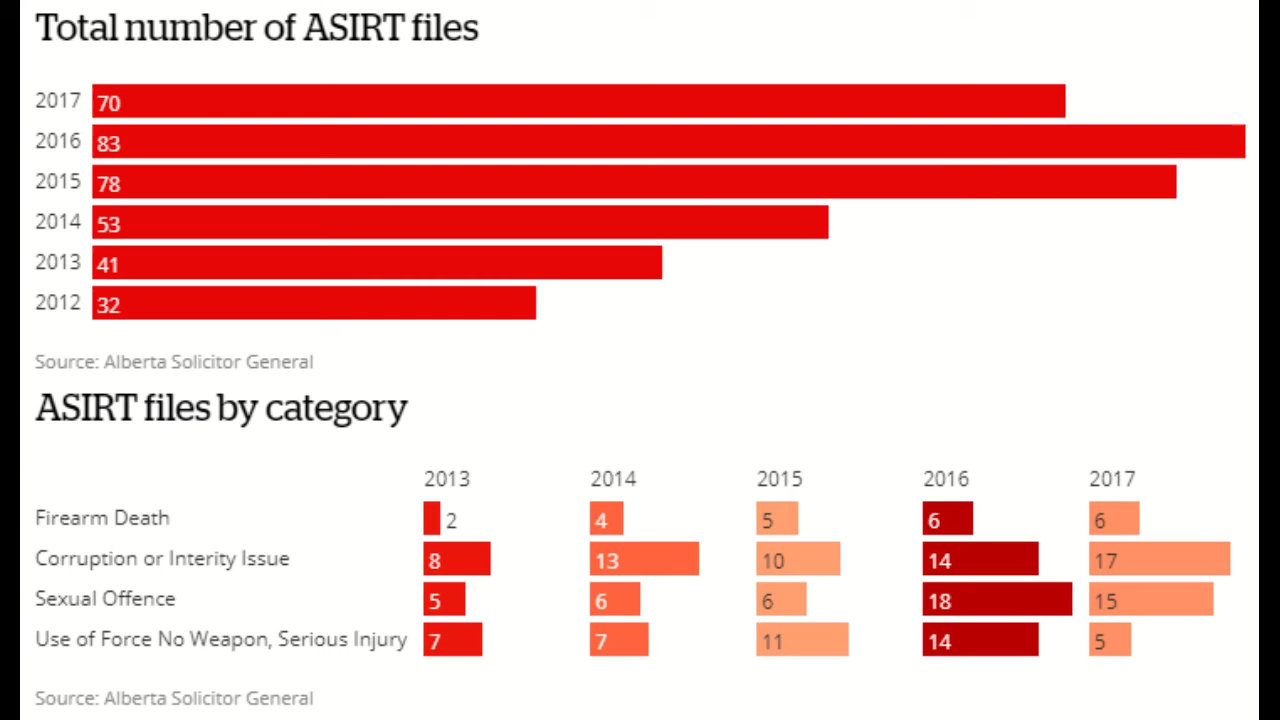 Total number of ASIRT files
2017 70
2016 83
2015 78
2014 53
2013 41
2012 32
Source: Alberta Solicitor General
ASIRT files by category
2013 2014 2015 2016 2017
Firearm Death 2 4 5 6 6
Corruption or Interity Issue 8 13 10 14 17
Sexual Offence 5 6 6 18 15
Use of Force No Weapon, Serious Injury 7 7 11 14 5
Source: Alberta Solicitor General